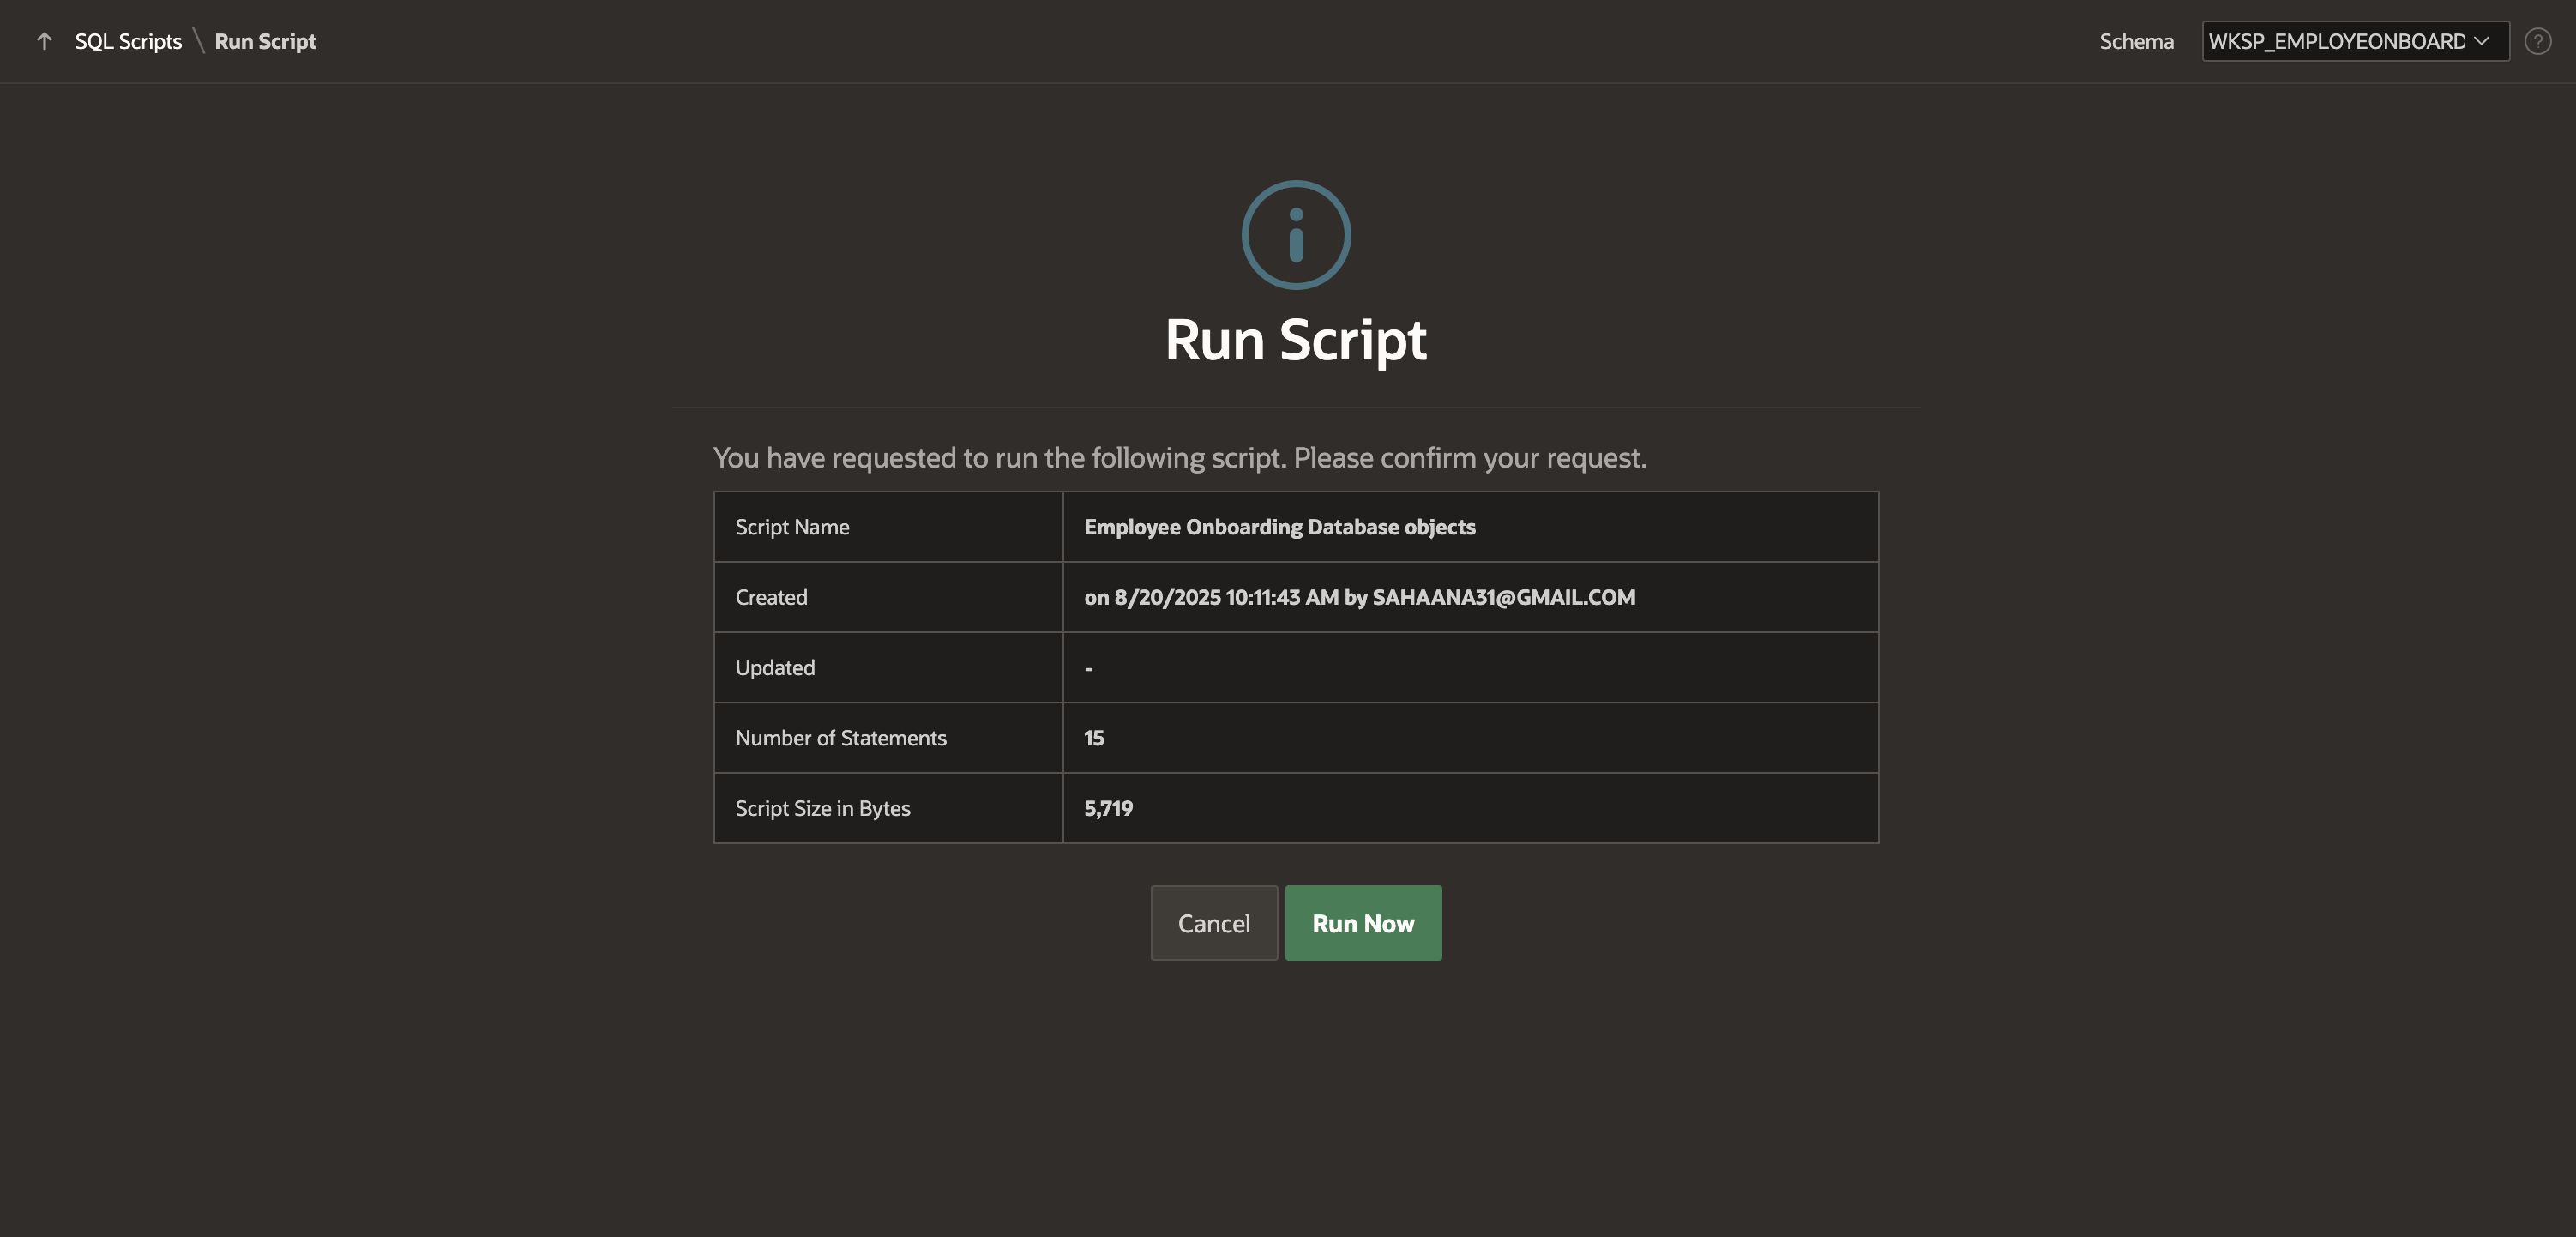 SQL Scripts \ Run Script
Schema WKSP_EMPLOYEONBOARD
Run Script
You have requested to run the following script. Please confirm your request.
Script Name Employee Onboarding Database objects
Created on 8/20/2025 10:11:43 AM by SAHAANA31@GMAIL.COM
Updated -
Number of Statements 15
Script Size in Bytes 5,719
Cancel Run Now